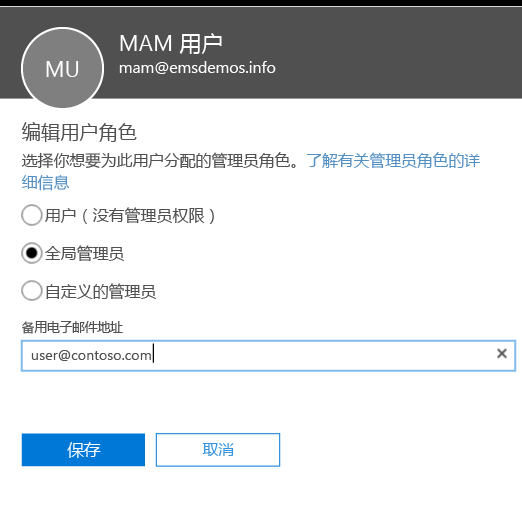 MU
MAM 用户
mam@emsdemos.info
编辑用户角色
选择你想要为此用户分配的管理员角色。了解有关管理员角色的详
细信息
用户（没有管理员权限）
全局管理员
自定义的管理员
备用电子邮件地址
user@contoso.com
保存 取消